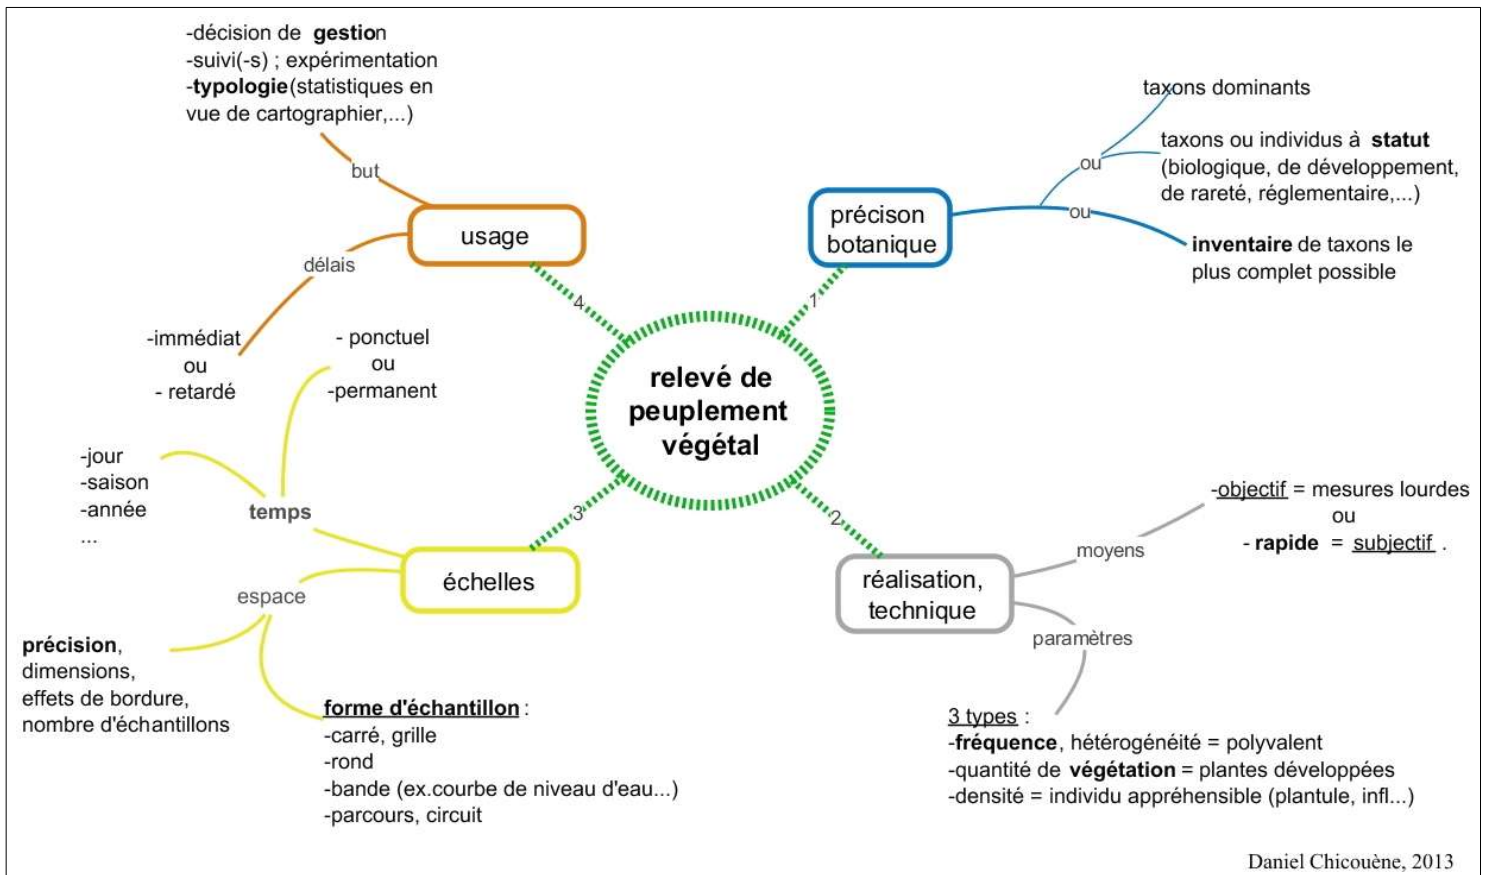 relevé de
peuplement
végétal
1
précison
botanique
ou
taxons dominants
ou
taxons ou individus à statut
(biologique, de développement,
de rareté, réglementaire,...)
inventaire de taxons le
plus complet possible
2
réalisation,
technique
moyens
-objectif = mesures lourdes
ou
- rapide = subjectif .
paramètres
3 types :
-fréquence, hétérogénéité = polyvalent
-quantité de végétation = plantes développées
-densité = individu appréhensible (plantule, infl...)
3
échelles
temps
- ponctuel
ou
-permanent
-jour
-saison
-année
...
espace
précision,
dimensions,
effets de bordure,
nombre d'échantillons
forme d'échantillon :
-carré, grille
-rond
-bande (ex.courbe de niveau d'eau...)
-parcours, circuit
4
usage
but
-décision de gestion
-suivi(-s) ; expérimentation
-typologie(statistiques en
vue de cartographier,...)
délais
-immédiat
ou
- retardé
Daniel Chicouène, 2013